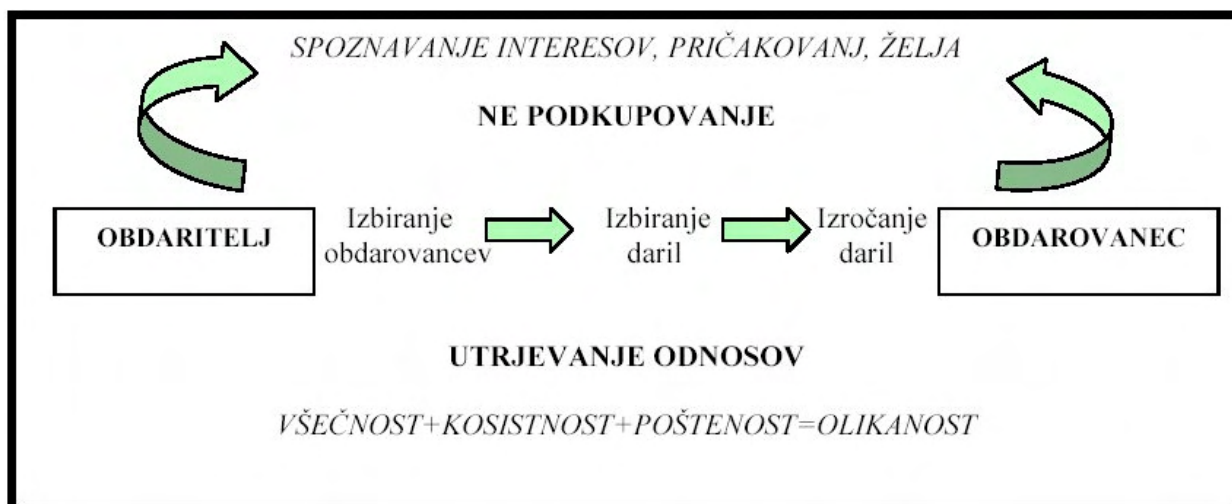 SPOZNAVANJE INTERESOV, PRIČAKOVANJ, ŽELJA
NE PODKUPOVANJE
OBDARITELJ
Izbiranje
obdarovancev
Izbiranje
daril
Izročanje
daril
OBDAROVANEC
UTRJEVANJE ODNOSOV
VŠEČNOST+KOSISTNOST+POŠTENOST=OLIKANOST